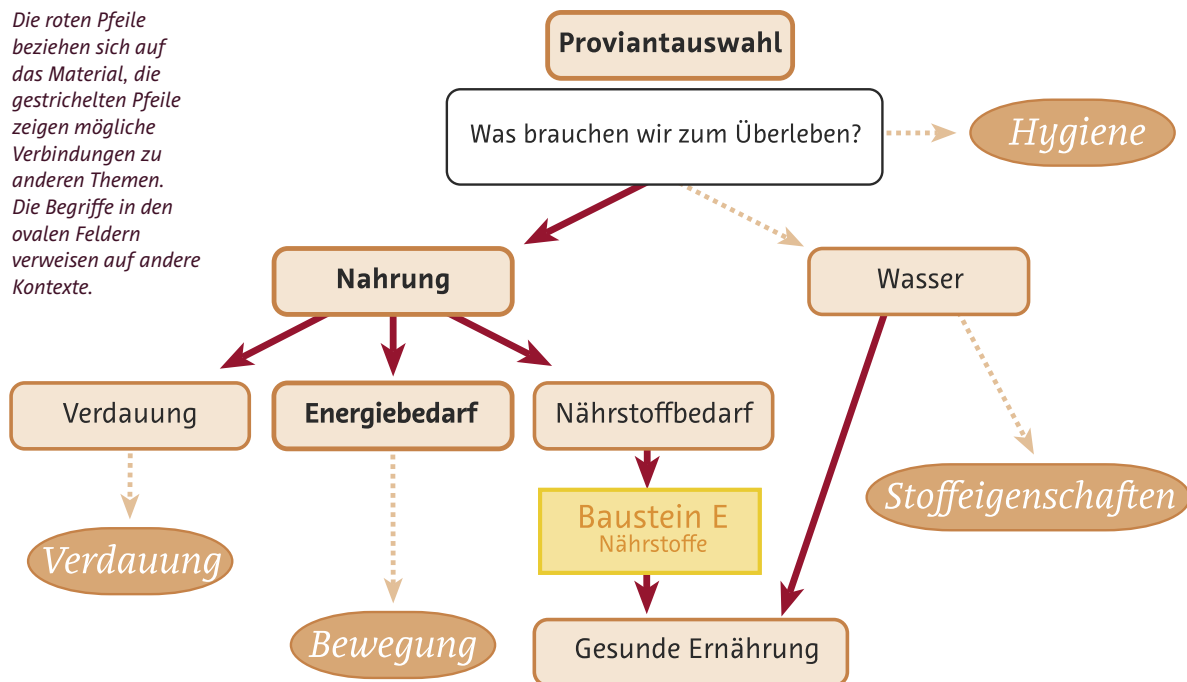 Die roten Pfeile
beziehen sich auf
das Material, die
gestrichelten Pfeile
zeigen mögliche
Verbindungen zu
anderen Themen.
Die Begriffe in den
ovalen Feldern
verweisen auf andere
Kontexte.
Proviantauswahl
Was brauchen wir zum Überleben?
Hygiene
Nahrung
Wasser
Verdauung
Energiebedarf
Nährstoffbedarf
Stoffeigenschaften
Baustein E
Nährstoffe
Verdauung
Bewegung
Gesunde Ernährung